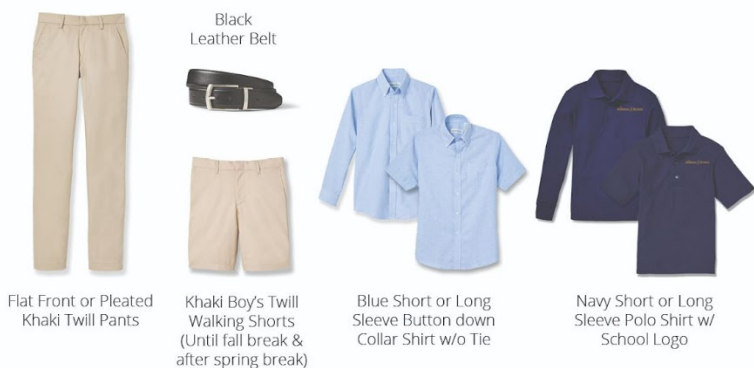 Black
Leather Belt
Flat Front or Pleated
Khaki Twill Pants
Khaki Boy's Twill
Walking Shorts
(Until fall break &
after spring break)
Blue Short or Long
Sleeve Button down
Collar Shirt w/o Tie
Navy Short or Long
Sleeve Polo Shirt w/
School Logo